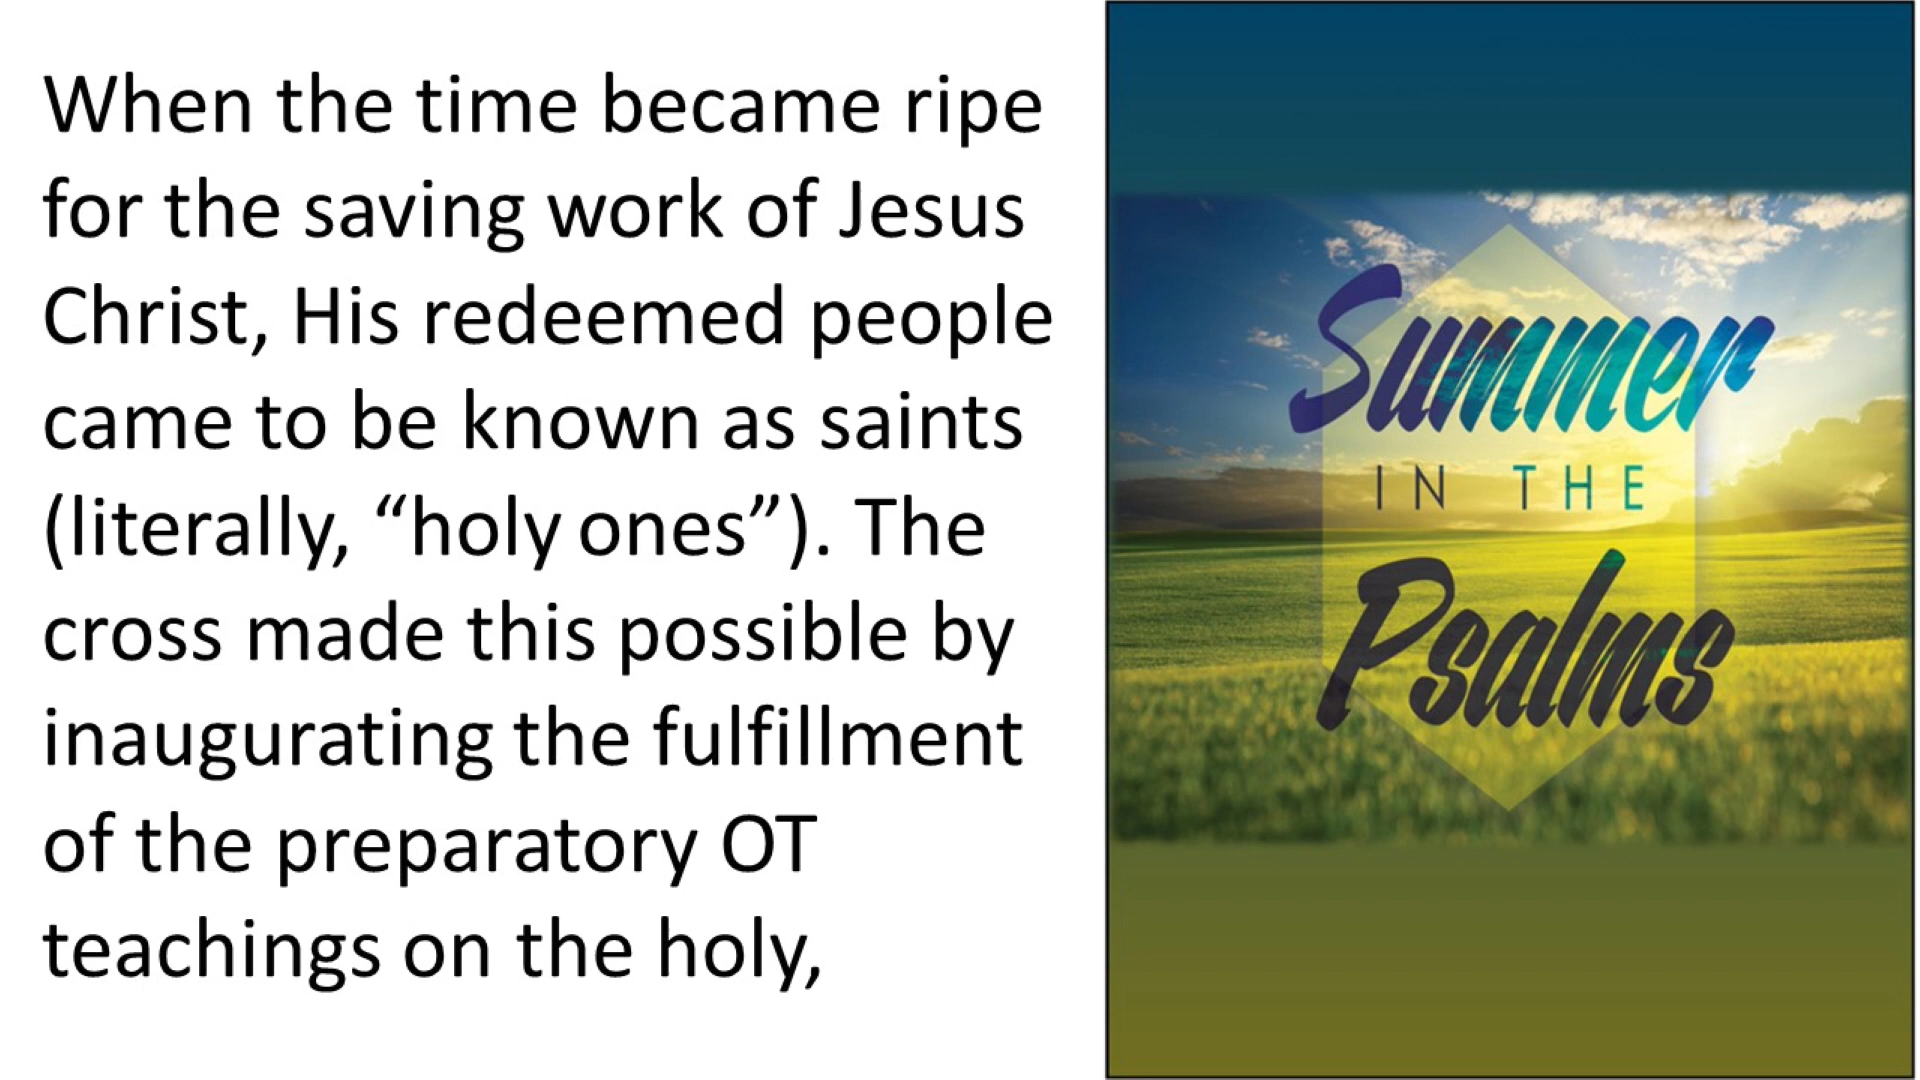 When the time became ripe
for the saving work of Jesus
Christ, His redeemed people
came to be known as saints
(literally, “holy ones”). The
cross made this possible by
inaugurating the fulfillment
of the preparatory OT
teachings on the holy,
Summer
IN THE
Psalms